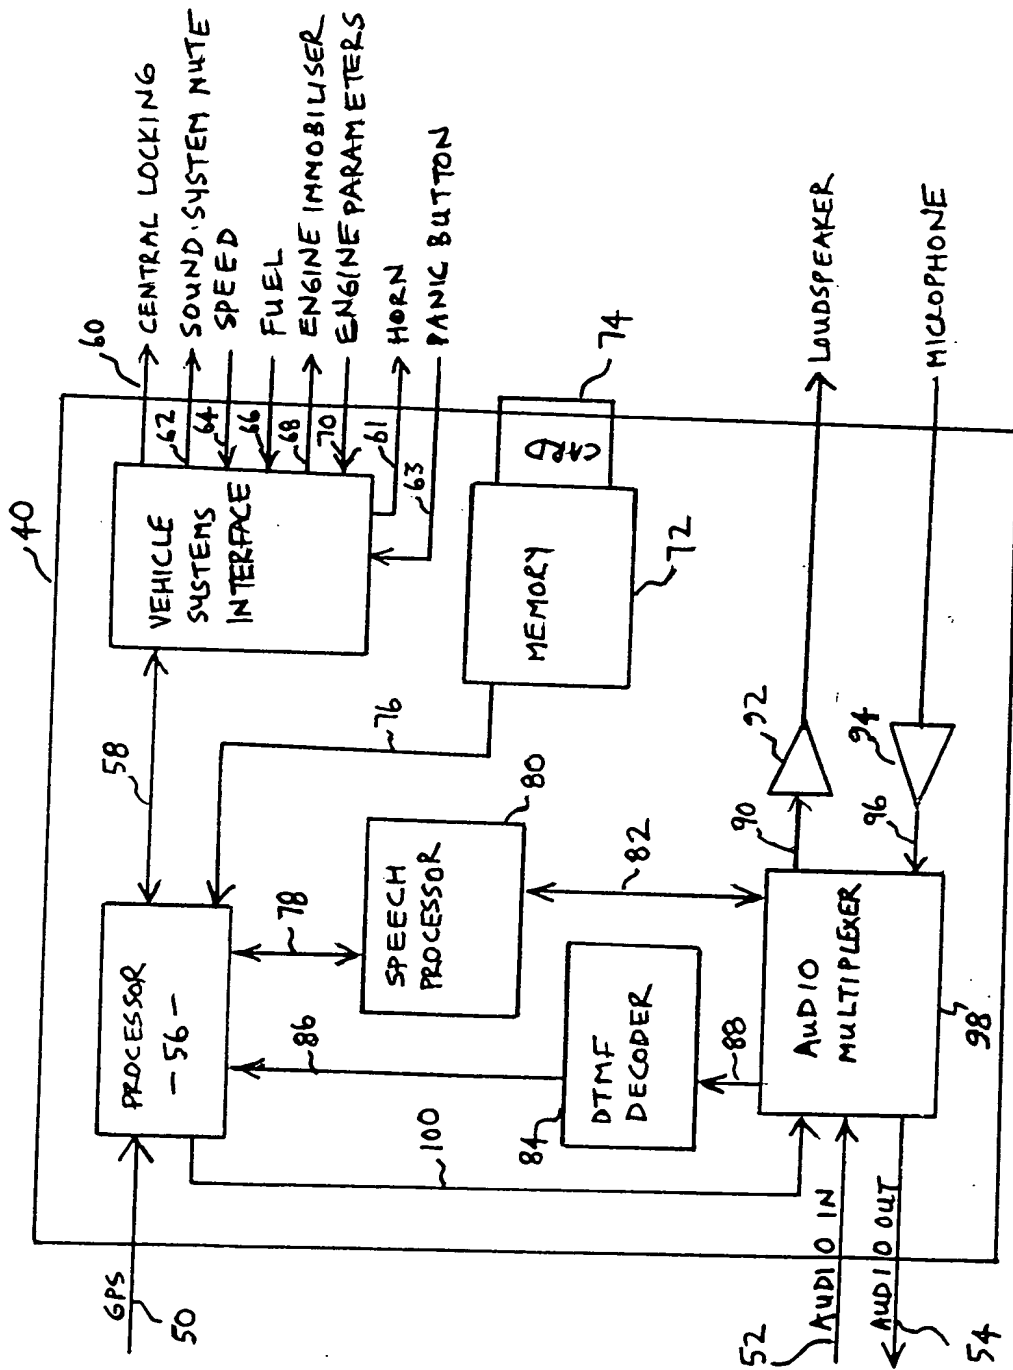 40
GPS
50
PROCESSOR
- 56 -
58
VEHICLE
SYSTEMS
INTERFACE
60
CENTRAL LOCKING
62
SOUND-SYSTEM MUTE
64
SPEED
66
FUEL
68
ENGINE IMMOBILISER
70
ENGINE PARAMETERS
61
HORN
63
PANIC BUTTON
76
MEMORY
72
74
78
SPEECH
PROCESSOR
80
82
86
DTMF
DECODER
84
88
100
AUDIO
MULTIPLEXER
98
90
92
LOUDSPEAKER
94
96
MICROPHONE
52
AUDIO IN
AUDIO OUT
54